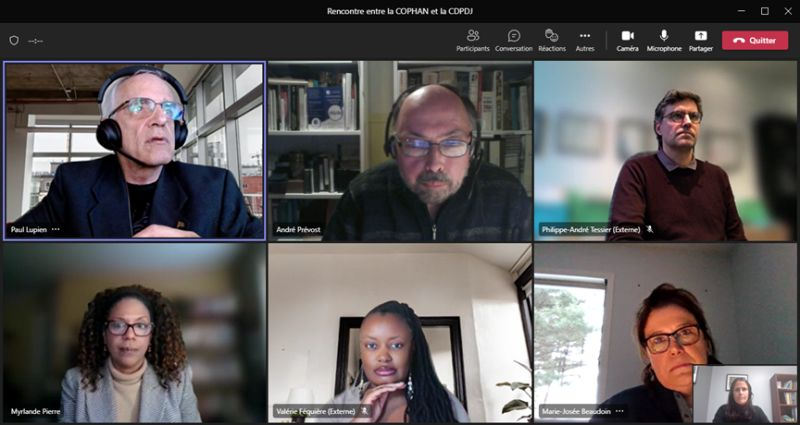 Rencontre entre la COPHAN et la CDPDJ
--:--
Participants Conversation Réactions Autres Caméra Microphone Partager Quitter
Paul Lupien ···
André Prévost
Philippe-André Tessier (Externe)
Myrlande Pierre
Valérie Féquière (Externe)
Marie-Josée Beaudoin ···